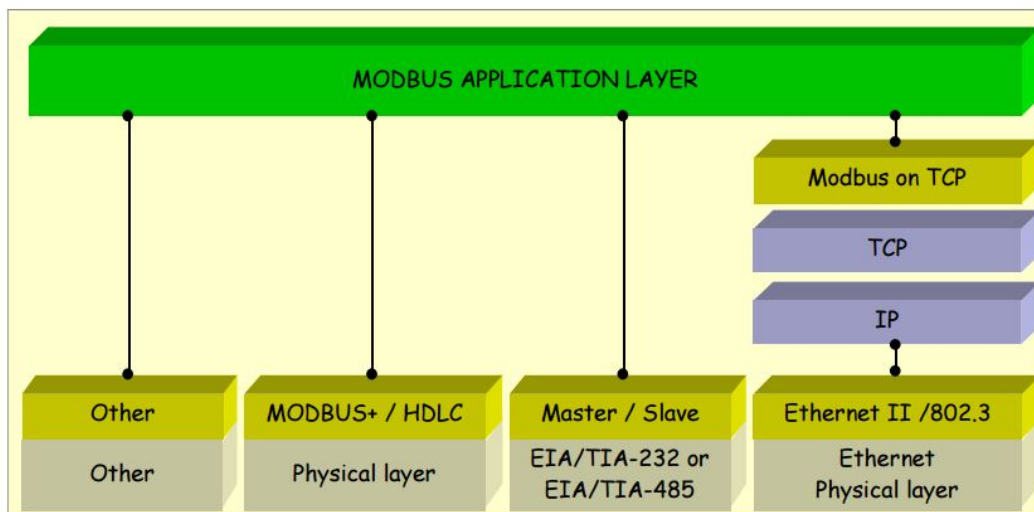 MODBUS APPLICATION LAYER
Modbus on TCP
TCP
IP
Other
MODBUS+ / HDLC
Master / Slave
Ethernet II /802.3
Other
Physical layer
EIA/TIA-232 or
EIA/TIA-485
Ethernet
Physical layer